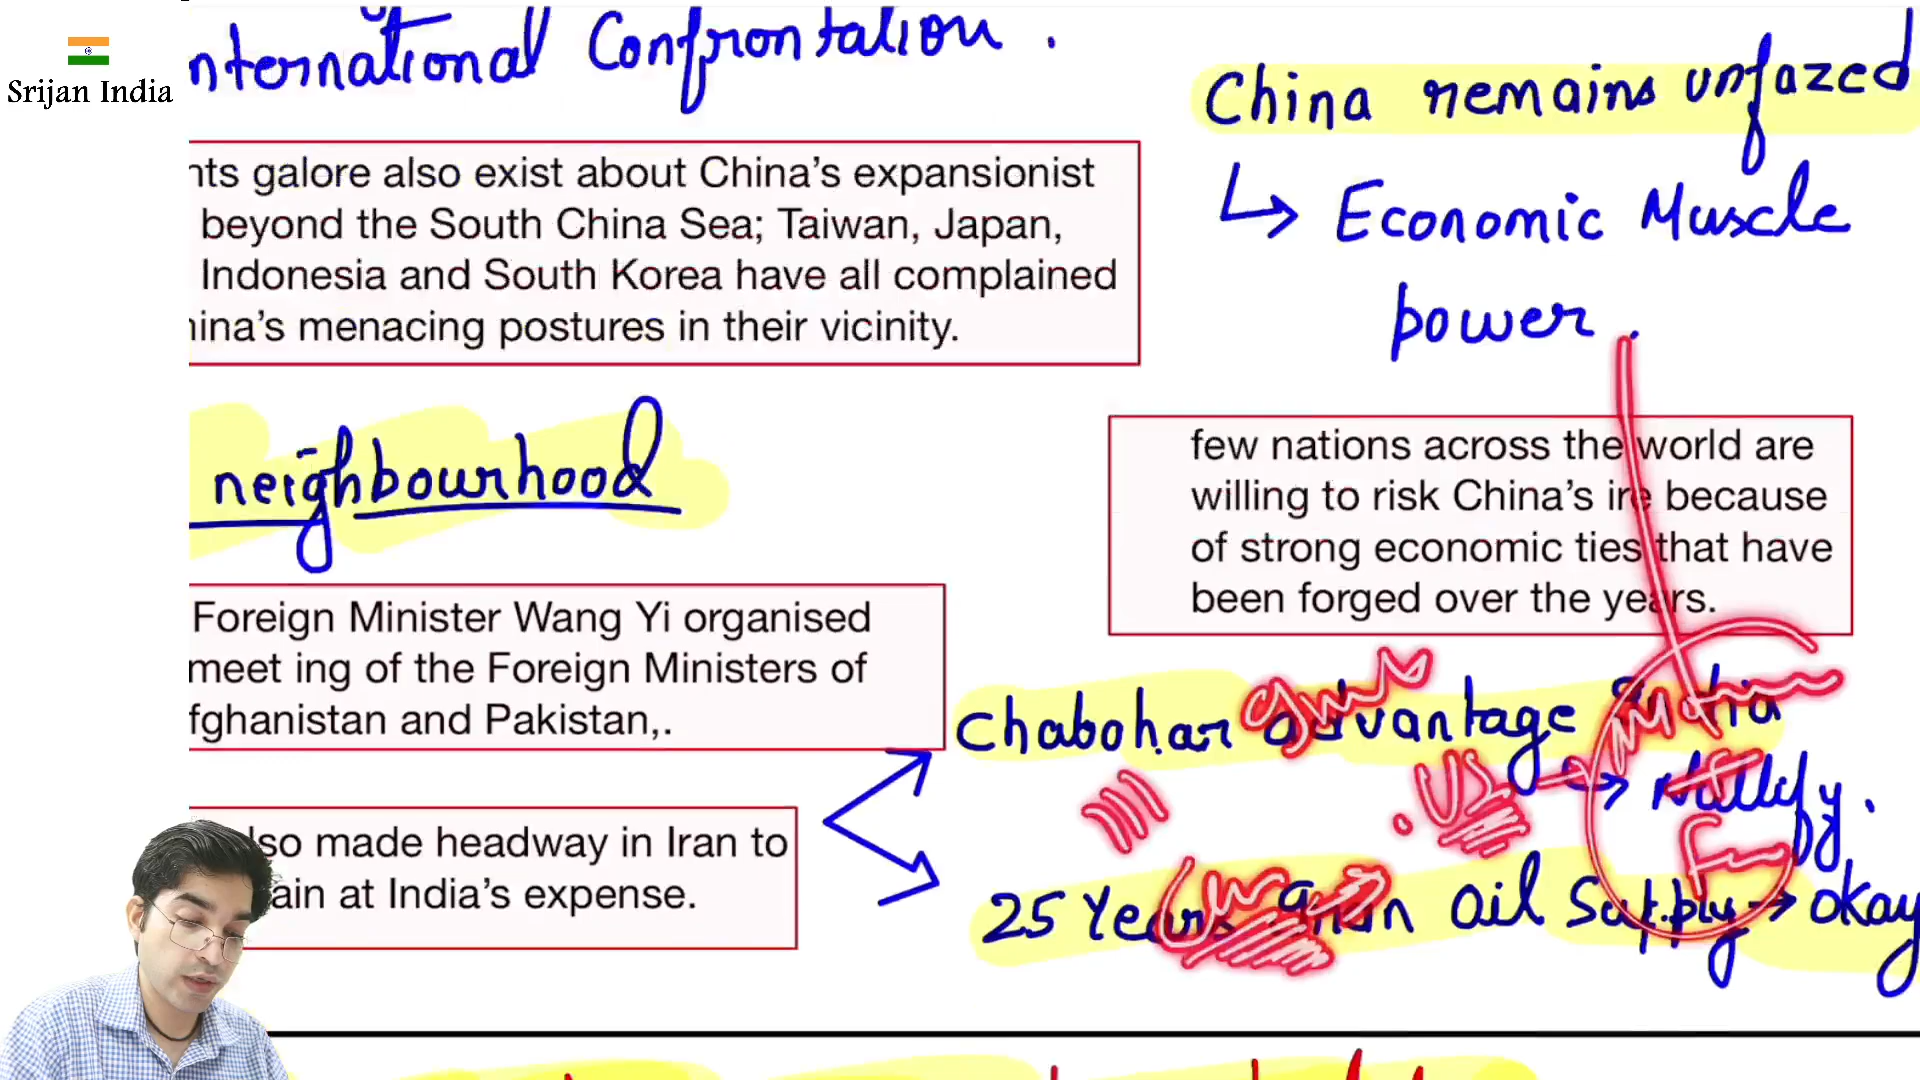 Srijan India
nternational Confrontation.
nts galore also exist about China's expansionist
beyond the South China Sea; Taiwan, Japan,
Indonesia and South Korea have all complained
hina's menacing postures in their vicinity.
neighbourhood
Foreign Minister Wang Yi organised
meet ing of the Foreign Ministers of
fghanistan and Pakistan,.
lso made headway in Iran to
ain at India's expense.
China remains unfazed
↳ Economic Muscle
power.
few nations across the world are
willing to risk China's ire because
of strong economic ties that have
been forged over the years.
Chabohar advantage India
→ Nullify.
US
25 Years Iran oil Supply → okay